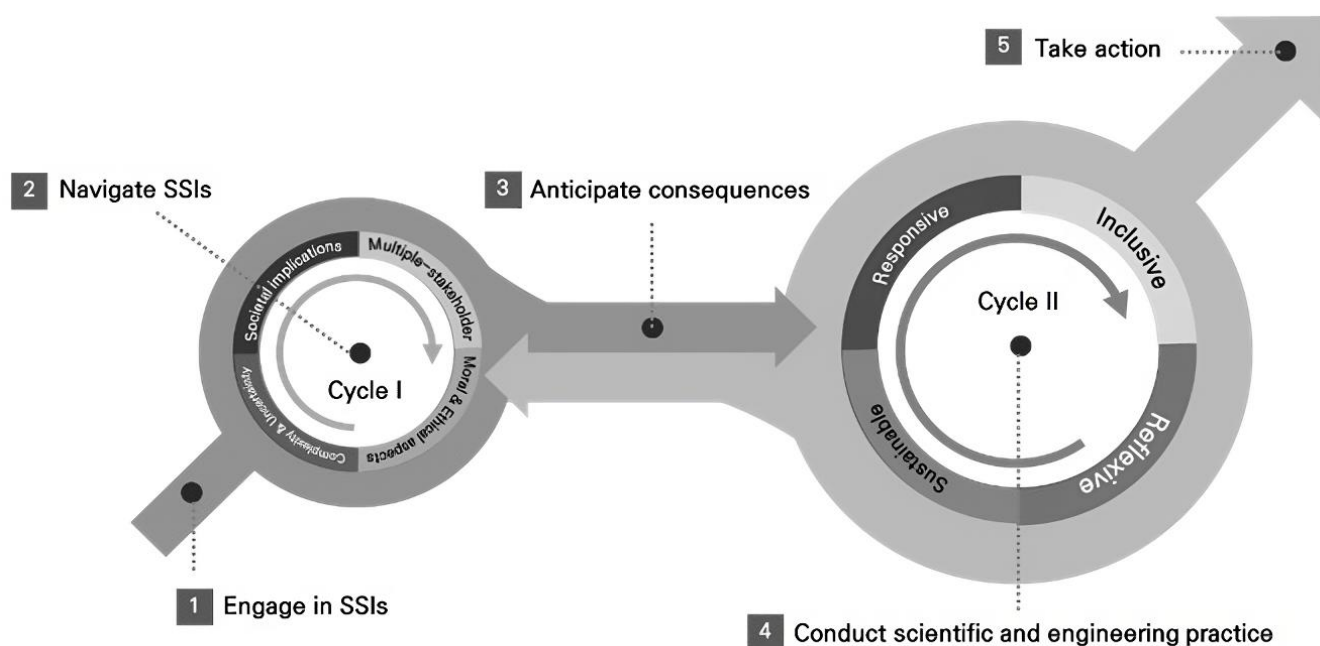 5 Take action
2 Navigate SSIs
3 Anticipate consequences
Societal implications
Multiple-stakeholder
Moral & Ethical aspects
Complexity & Uncertainty
Cycle I
Responsive
Inclusive
Reflexive
Sustainable
Cycle II
1 Engage in SSIs
4 Conduct scientific and engineering practice